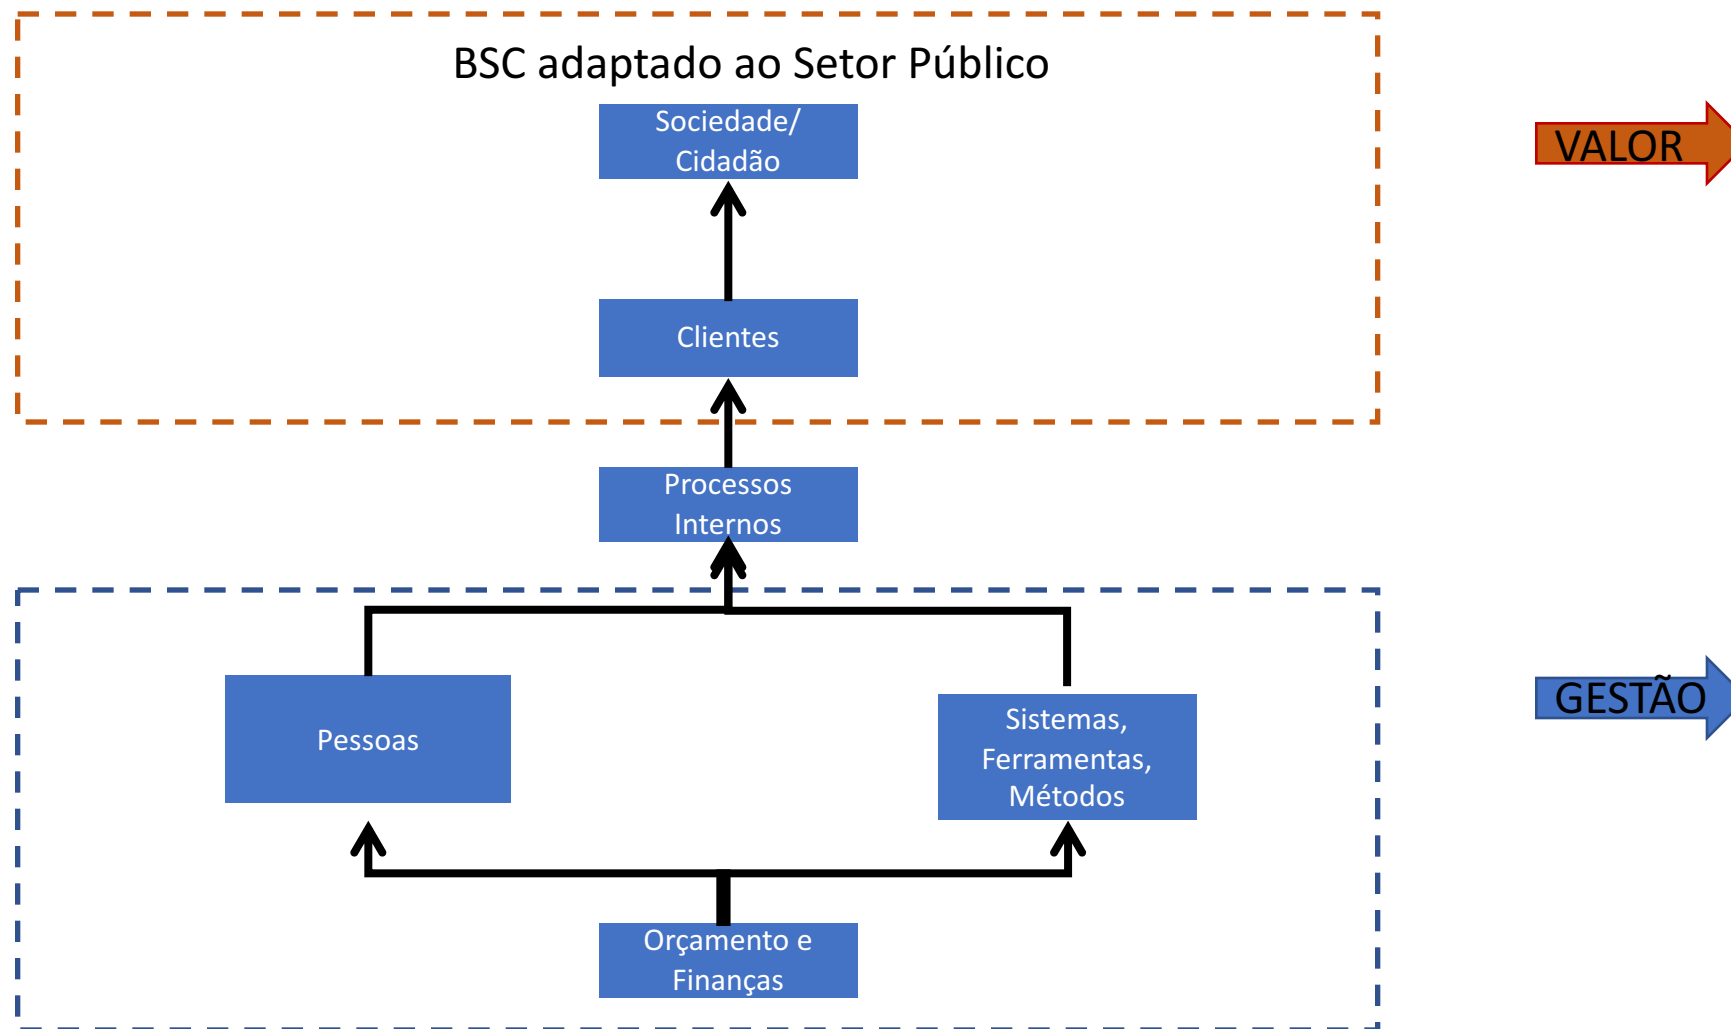 BSC adaptado ao Setor Público
Sociedade/
Cidadão
VALOR
Clientes
Processos
Internos
Pessoas
Sistemas,
Ferramentas,
Métodos
GESTÃO
Orçamento e
Finanças